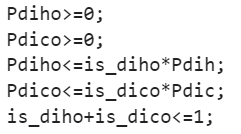 Pdiho>=0;
Pdico>=0;
Pdiho<=is_diho*Pdih;
Pdico<=is_dico*Pdic;
is_diho+is_dico<=1;